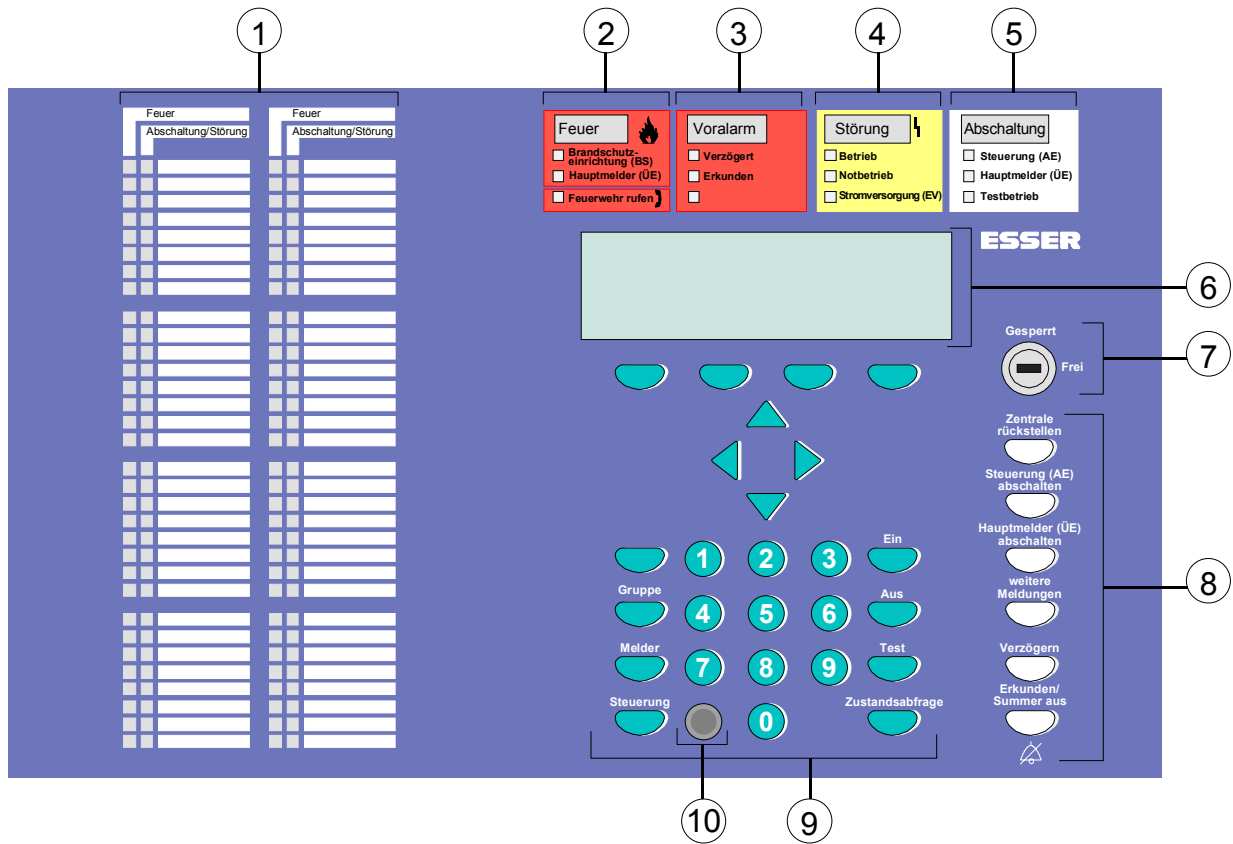 1
2
3
4
5
Feuer
Abschaltung/Störung
Feuer
Abschaltung/Störung
Feuer
Brandschutz-
einrichtung (BS)
Hauptmelder (ÜE)
Feuerwehr rufen
Voralarm
Verzögert
Erkunden
Störung
Betrieb
Notbetrieb
Stromversorgung (EV)
Abschaltung
Steuerung (AE)
Hauptmelder (ÜE)
Testbetrieb
ESSER
6
Gesperrt
Frei
7
Zentrale
rückstellen
Steuerung (AE)
abschalten
Hauptmelder (ÜE)
abschalten
weitere
Meldungen
Verzögern
Erkunden/
Summer aus
8
1
2
3
Ein
Gruppe
4
5
6
Aus
Melder
7
8
9
Test
Steuerung
0
Zustandsabfrage
10
9